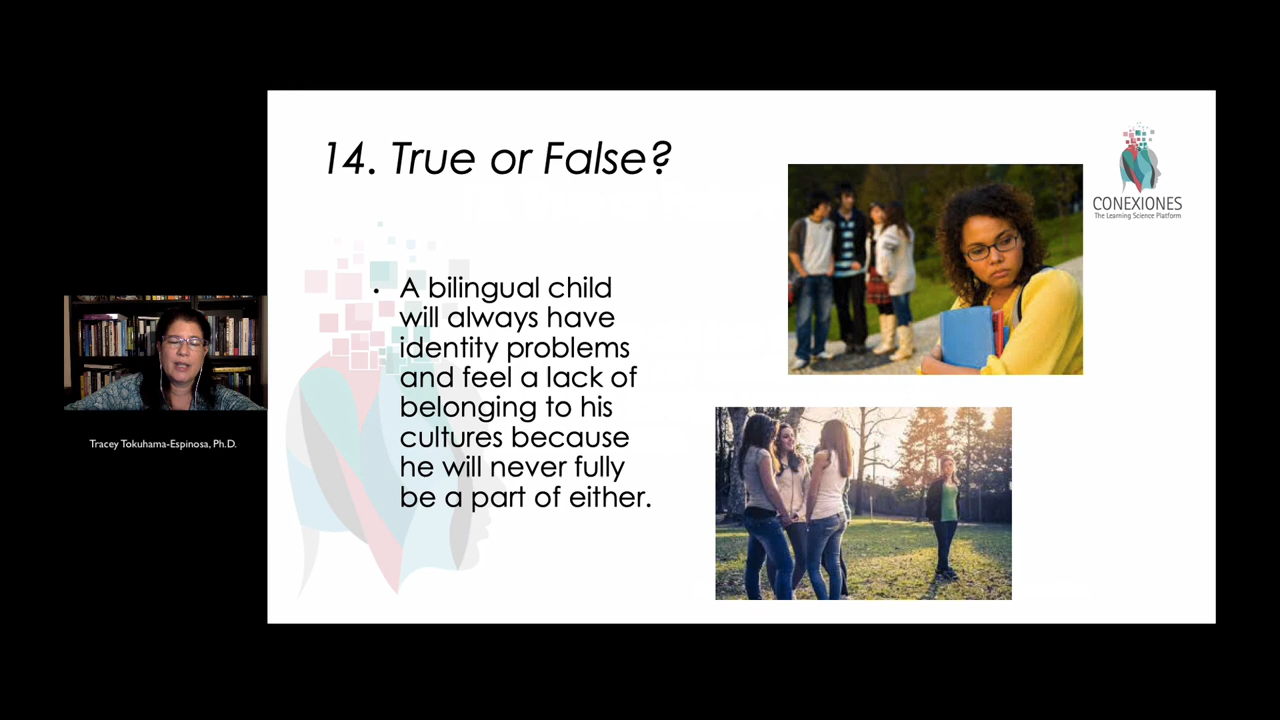 14. True or False?
CONEXIONES
The Learning Science Platform
• A bilingual child
will always have
identity problems
and feel a lack of
belonging to his
cultures because
he will never fully
be a part of either.
Tracey Tokuhama-Espinosa, Ph.D.